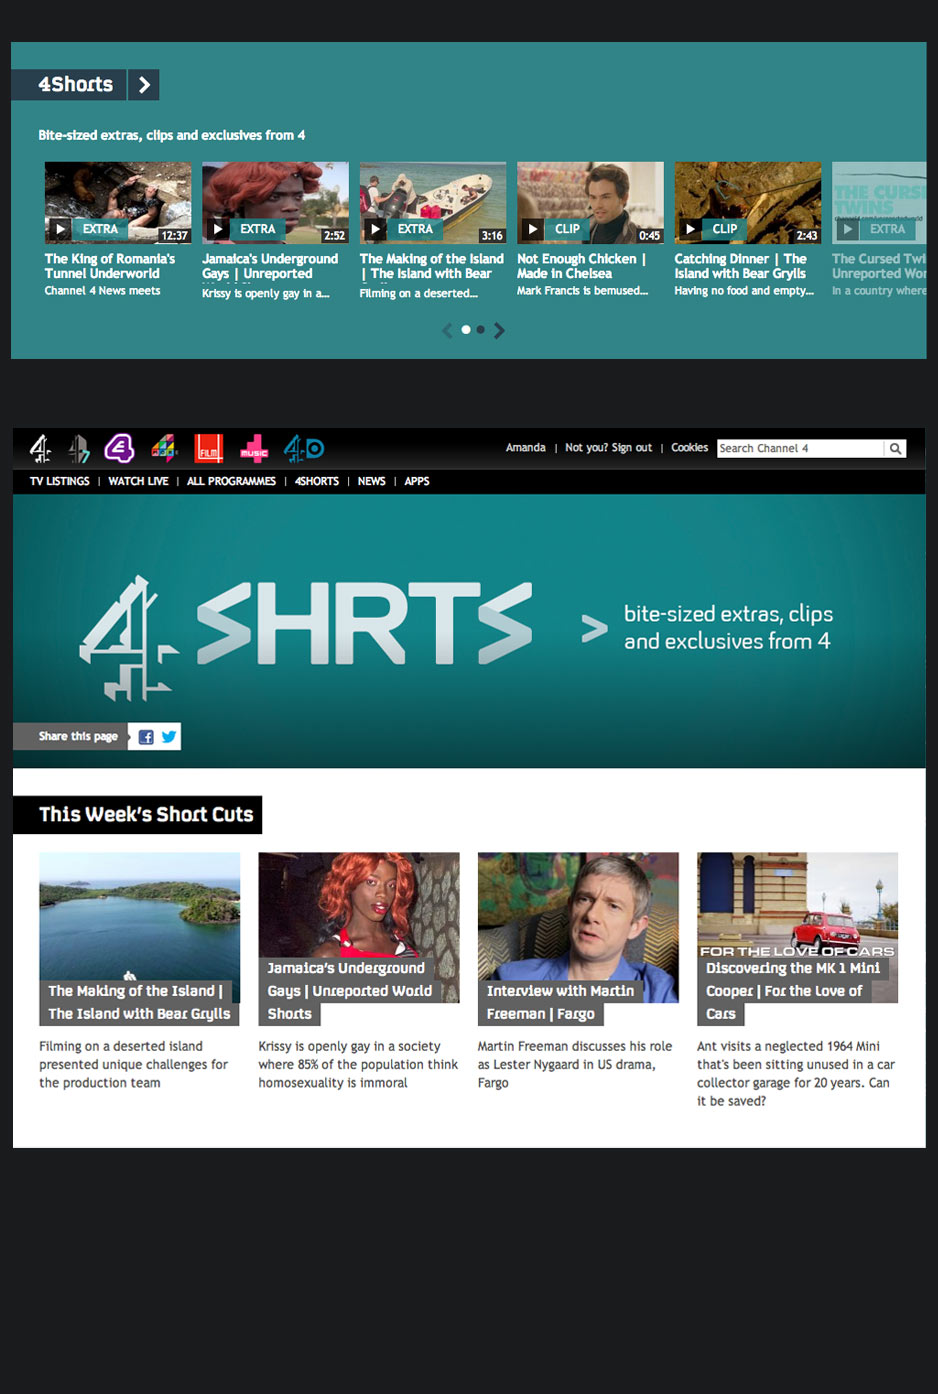 4Shorts
Bite-sized extras, clips and exclusives from 4
EXTRA
12:37
EXTRA
2:52
EXTRA
3:16
CLIP
0:45
CLIP
2:43
THE CURSE
TWINS
EXTRA
The King of Romania's
Tunnel Underworld
Channel 4 News meets
Jamaica's Underground
Gays | Unreported
Krissy is openly gay in a...
The Making of the Island
| The Island with Bear
Filming on a deserted...
Not Enough Chicken |
Made in Chelsea
Mark Francis is bemused...
Catching Dinner | The
Island with Bear Grylls
Having no food and empty...
The Cursed Twi
Unreported Wor
In a country where
4 E4 FILM4 4MUSIC 4oD
Amanda | Not you? Sign out | Cookies
Search Channel 4
TV LISTINGS | WATCH LIVE | ALL PROGRAMMES | 4SHORTS | NEWS | APPS
4 SHRTS
> bite-sized extras, clips
and exclusives from 4
Share this page
This Week's Short Cuts
The Making of the Island |
The Island with Bear Grylls
Filming on a deserted island
presented unique challenges for
the production team
Jamaica's Underground
Gays | Unreported World
Shorts
Krissy is openly gay in a society
where 85% of the population think
homosexuality is immoral
Interview with Martin
Freeman | Fargo
Martin Freeman discusses his role
as Lester Nygaard in US drama,
Fargo
FOR THE LOVE OF CARS
Discovering the MK 1 Mini
Cooper | For the Love of
Cars
Ant visits a neglected 1964 Mini
that's been sitting unused in a car
collector garage for 20 years. Can
it be saved?